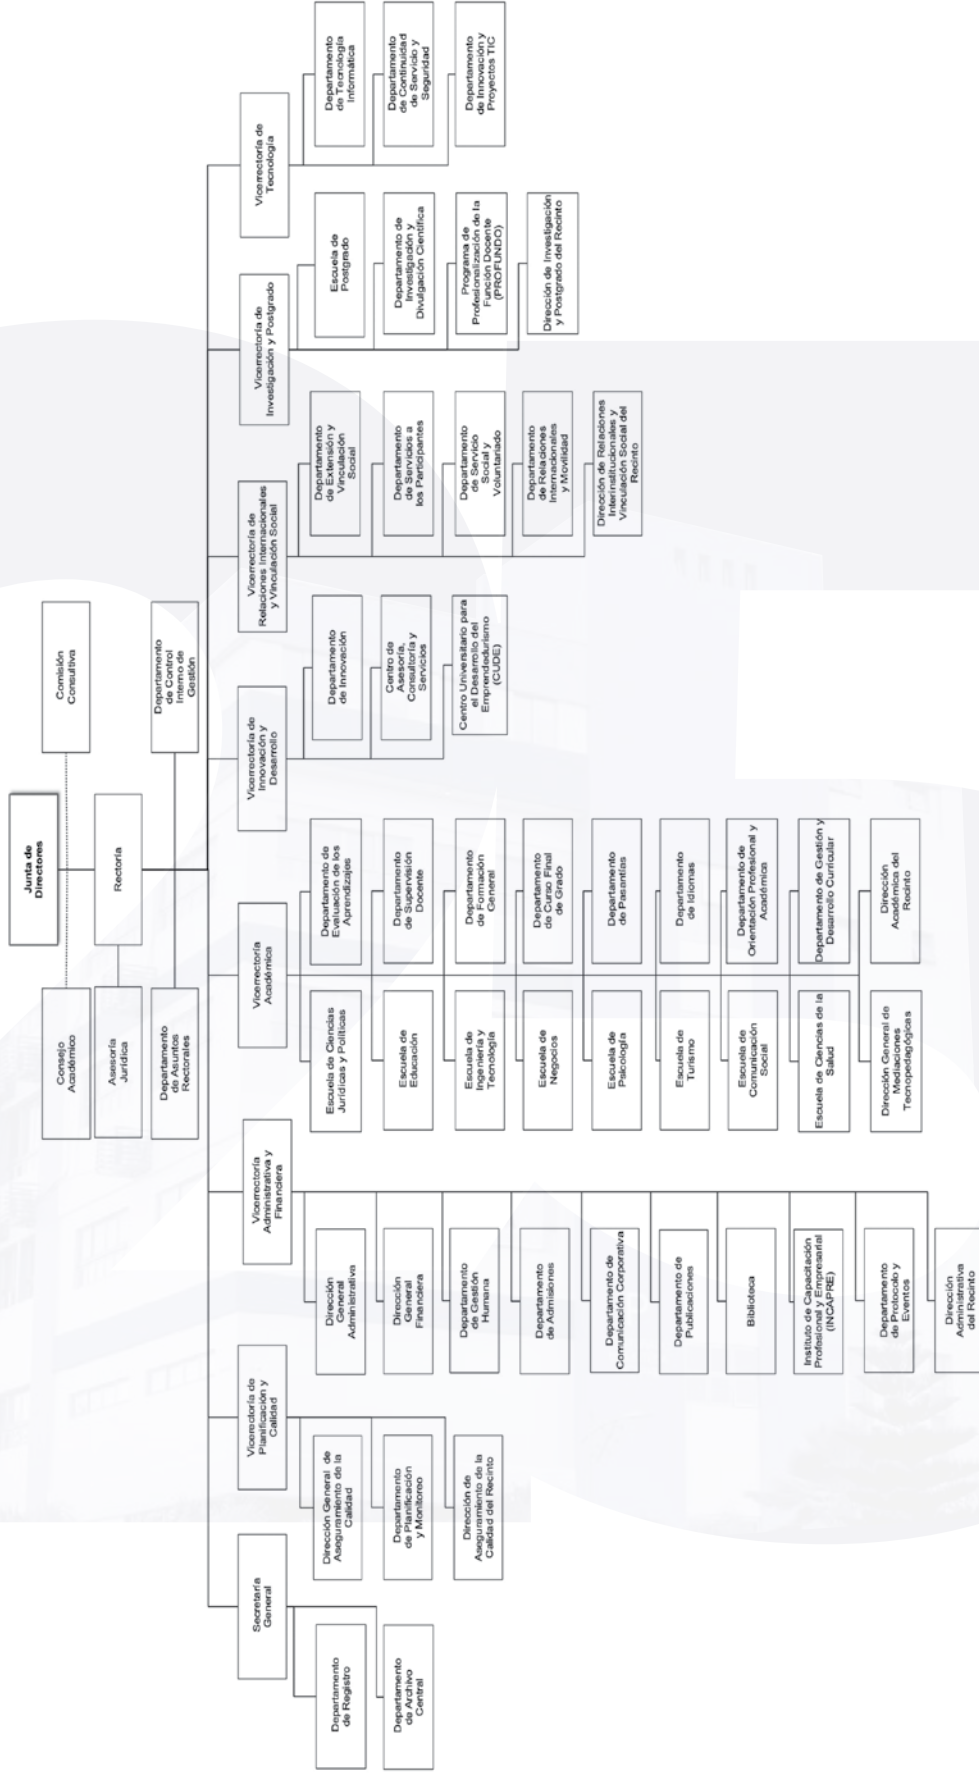 Junta de
Directores
Consejo
Académico
Comisión
Consultiva
Rectoría
Asesoría
Jurídica
Departamento
de Asuntos
Rectorales
Departamento
de Control
Interno de
Gestión
Secretaría
General
Departamento
de Registro
Departamento
de Archivo
Central
Vicerrectoría de
Planificación y
Calidad
Dirección General de
Aseguramiento de la
Calidad
Departamento
de Planificación
y Monitoreo
Dirección de
Aseguramiento de la
Calidad del Recinto
Vicerrectoría
Administrativa y
Financiera
Dirección
General
Administrativa
Dirección
General
Financiera
Departamento
de Gestión
Humana
Departamento
de Admisiones
Departamento de
Comunicación Corporativa
Departamento de
Publicaciones
Biblioteca
Instituto de Capacitación
Profesional y Empresarial
(INCAPRE)
Departamento
de Protocolo y
Eventos
Dirección
Administrativa
del Recinto
Vicerrectoría
Académica
Escuela de Ciencias
Jurídicas y Políticas
Escuela de
Educación
Escuela de
Ingeniería y
Tecnología
Escuela de
Negocios
Escuela de
Psicología
Escuela de
Turismo
Escuela de
Comunicación
Social
Escuela de Ciencias de la
Salud
Dirección General de
Mediaciones
Tecnopedagógicas
Departamento de
Evaluación de los
Aprendizajes
Departamento
de Supervisión
Docente
Departamento
de Formación
General
Departamento
de Curso Final
de Grado
Departamento
de Pasantías
Departamento
de Idiomas
Departamento de
Orientación Profesional y
Académica
Departamento de Gestión y
Desarrollo Curricular
Dirección
Académica del
Recinto
Vicerrectoría de
Innovación y
Desarrollo
Departamento
de Innovación
Centro de
Asesoría,
Consultoría y
Servicios
Centro Universitario para
el Desarrollo del
Emprendedurismo
(CUDE)
Vicerrectoría de
Relaciones Internacionales
y Vinculación Social
Departamento
de Extensión y
Vinculación
Social
Departamento
de Servicios a
los Participantes
Departamento
de Servicio
Social y
Voluntariado
Departamento
de Relaciones
Internacionales
y Movilidad
Dirección de Relaciones
Interinstitucionales y
Vinculación Social del
Recinto
Vicerrectoría de
Investigación y Postgrado
Escuela de
Postgrado
Departamento de
Investigación y
Divulgación Científica
Programa de
Profesionalización de la
Función Docente
(PROFUNDO)
Dirección de Investigación
y Postgrado del Recinto
Vicerrectoría de
Tecnología
Departamento
de Tecnología
Informática
Departamento
de Continuidad
de Servicio y
Seguridad
Departamento
de Innovación y
Proyectos TIC